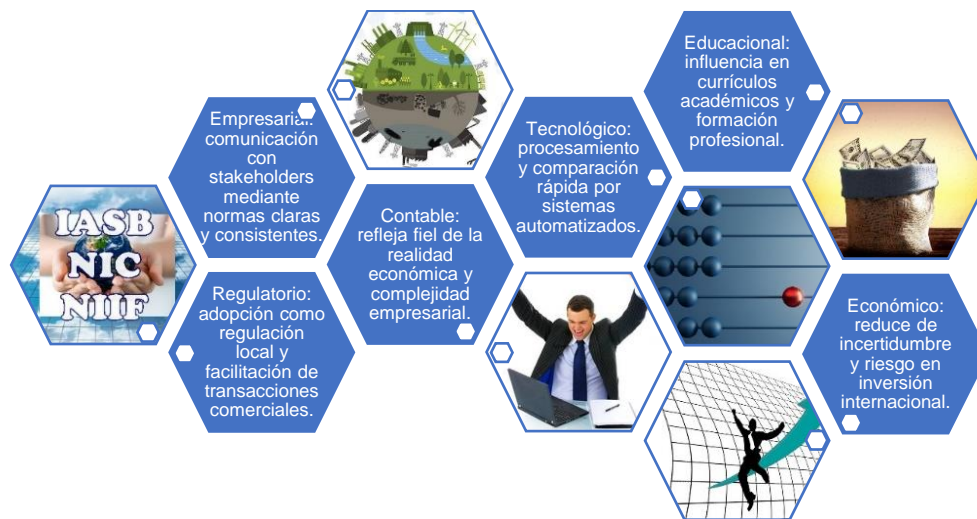 IASB
NIC
NIIF
Empresarial:
comunicación
con
stakeholders
mediante
normas claras
y consistentes.
Regulatorio:
adopción como
regulación
local y
facilitación de
transacciones
comerciales.
Contable:
refleja fiel de la
realidad
económica y
complejidad
empresarial.
Tecnológico:
procesamiento
y comparación
rápida por
sistemas
automatizados.
Educacional:
influencia en
currículos
académicos y
formación
profesional.
Económico:
reduce de
incertidumbre
y riesgo en
inversión
internacional.